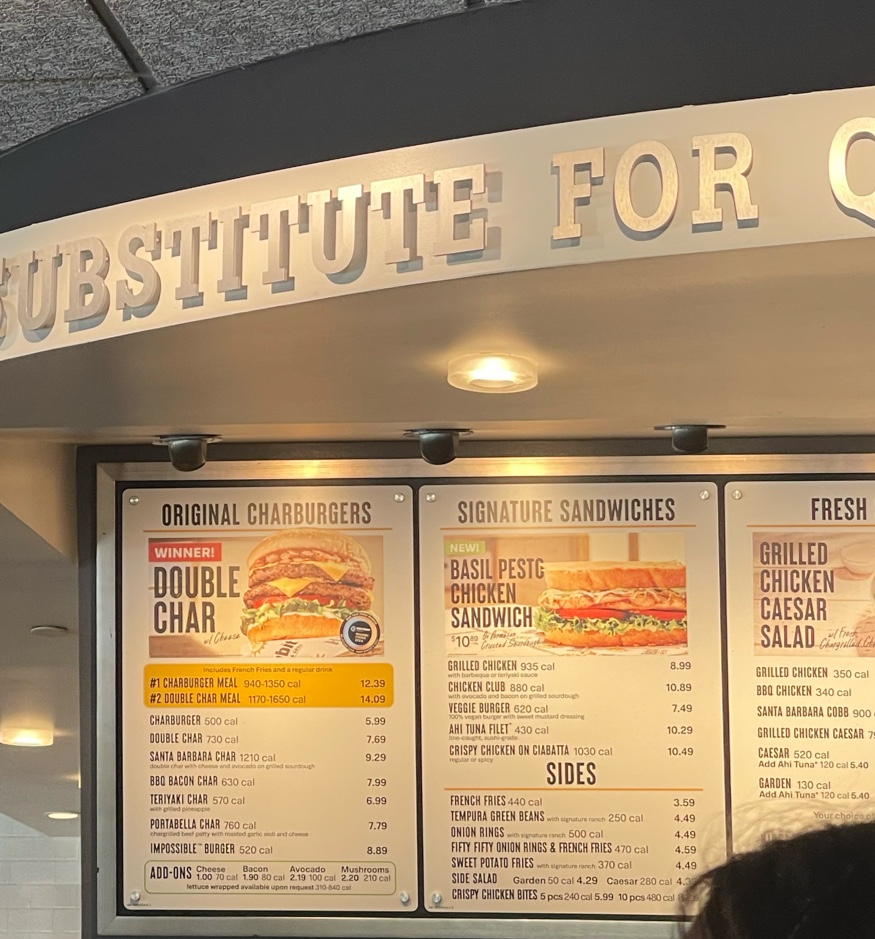 SUBSTITUTE FOR
ORIGINAL CHARBURGERS
WINNER!
DOUBLE
CHAR
w/ Cheese
Includes French Fries and a regular drink
#1 CHARBURGER MEAL 940-1350 cal 12.39
#2 DOUBLE CHAR MEAL 1170-1650 cal 14.09
CHARBURGER 500 cal 5.99
DOUBLE CHAR 730 cal 7.69
SANTA BARBARA CHAR 1210 cal 9.29
double char with cheese and avocado on grilled sourdough
BBQ BACON CHAR 630 cal 7.99
TERIYAKI CHAR 570 cal 6.99
with grilled pineapple
PORTABELLA CHAR 760 cal 7.79
chargrilled beef patty with roasted garlic aioli and cheese
IMPOSSIBLE™ BURGER 520 cal 8.89
ADD-ONS Cheese Bacon Avocado Mushrooms
1.00 70 cal 1.90 80 cal 2.19 100 cal 2.20 210 cal
lettuce wrapped available upon request 310-840 cal
SIGNATURE SANDWICHES
NEW!
BASIL PESTO
CHICKEN
SANDWICH
$10.89 On Parmesan
Crusted Sourdough
GRILLED CHICKEN 935 cal 8.99
with barbeque or teriyaki sauce
CHICKEN CLUB 880 cal 10.89
with avocado and bacon on grilled sourdough
VEGGIE BURGER 620 cal 7.49
100% vegan burger with sweet mustard dressing
AHI TUNA FILET* 430 cal 10.29
line-caught, sushi-grade
CRISPY CHICKEN ON CIABATTA 1030 cal 10.49
regular or spicy
SIDES
FRENCH FRIES 440 cal 3.59
TEMPURA GREEN BEANS with signature ranch 250 cal 4.49
ONION RINGS with signature ranch 500 cal 4.49
FIFTY FIFTY ONION RINGS & FRENCH FRIES 470 cal 4.59
SWEET POTATO FRIES with signature ranch 370 cal 4.49
SIDE SALAD Garden 50 cal 4.29 Caesar 280 cal
CRISPY CHICKEN BITES 5 pcs 240 cal 5.99 10 pcs 480 cal
FRESH
GRILLED
CHICKEN
CAESAR
SALAD
w/ Fresh
GRILLED CHICKEN 350 cal
BBQ CHICKEN 340 cal
SANTA BARBARA COBB 900
GRILLED CHICKEN CAESAR
CAESAR 520 cal
Add Ahi Tuna* 120 cal 5.40
GARDEN 130 cal
Add Ahi Tuna* 120 cal 5.40
Your choice of